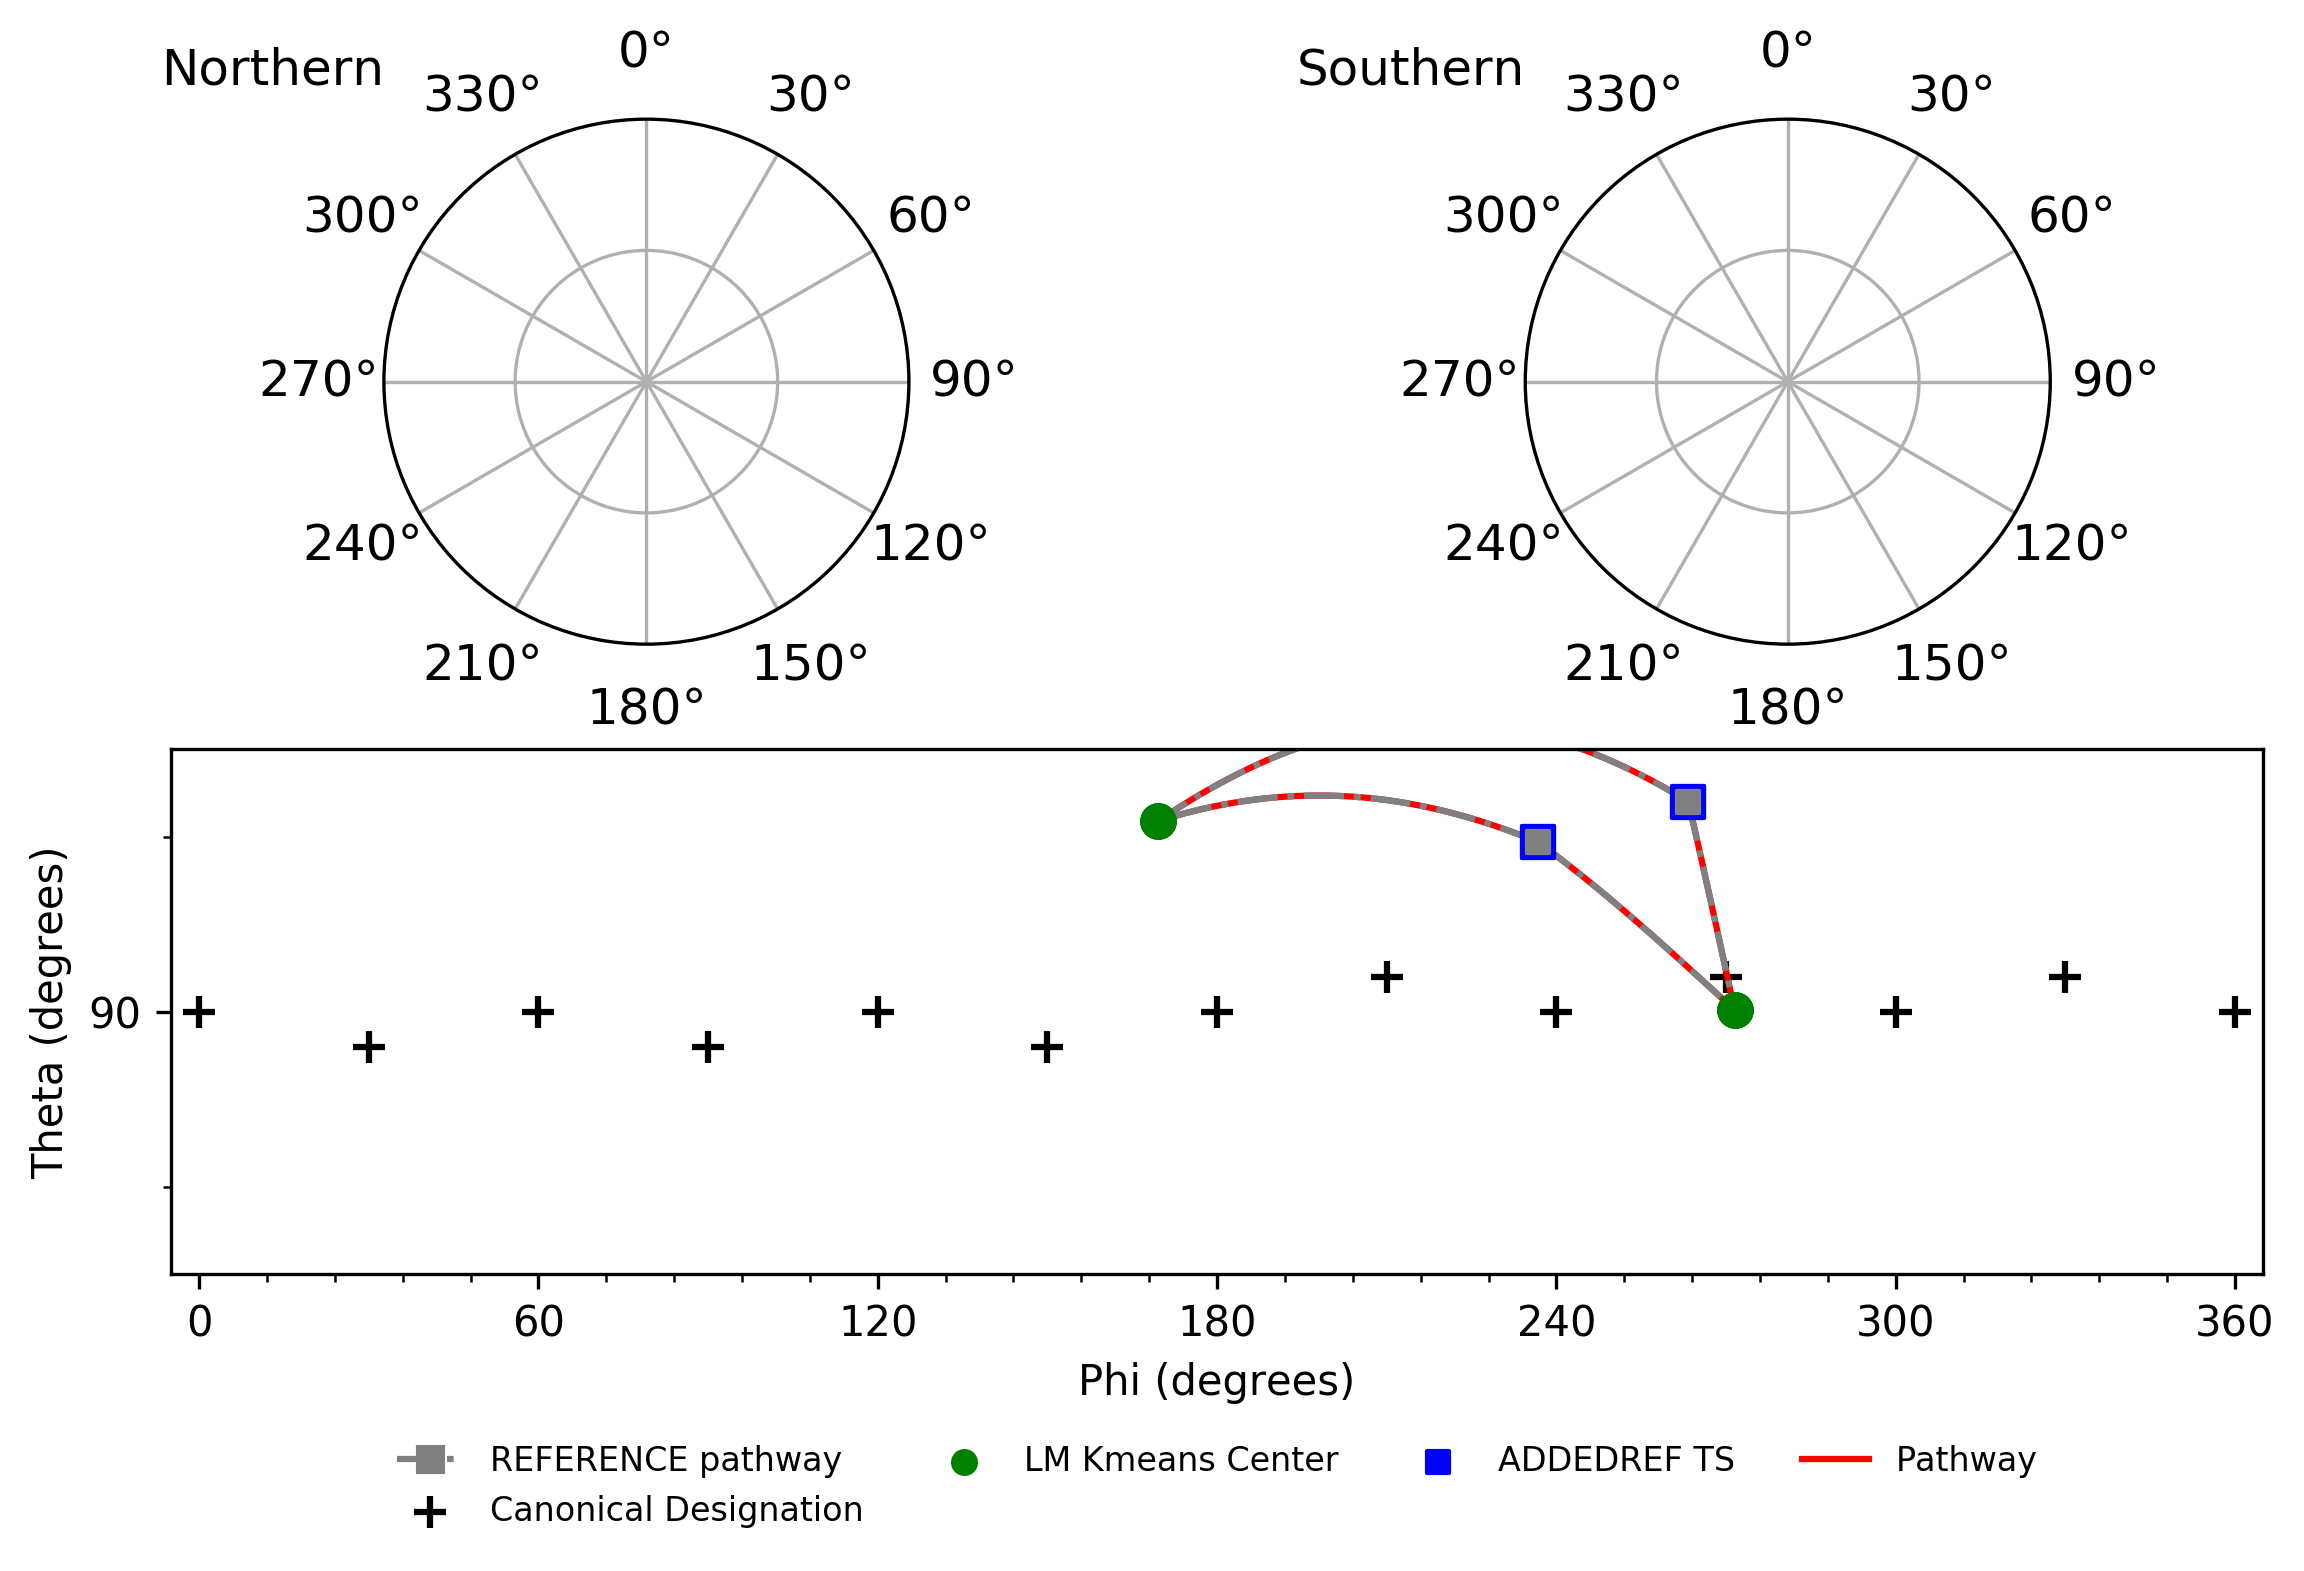 Northern
0°
330°
30°
300°
60°
270°
90°
240°
120°
210°
150°
180°
Southern
0°
330°
30°
300°
60°
270°
90°
240°
120°
210°
150°
180°
Theta (degrees)
90
0 60 120 180 240 300 360
Phi (degrees)
REFERENCE pathway
Canonical Designation
LM Kmeans Center
ADDEDREF TS
Pathway